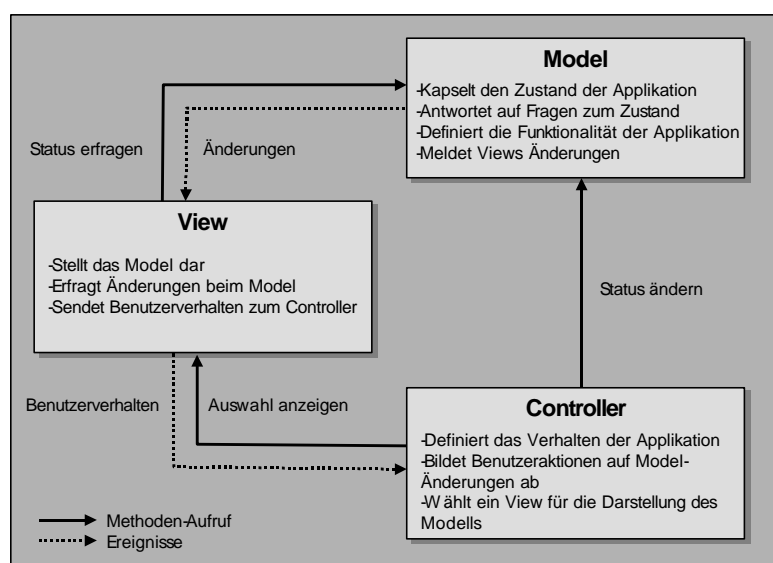 Model
-Kapselt den Zustand der Applikation
-Antwortet auf Fragen zum Zustand
-Definiert die Funktionalität der Applikation
-Meldet Views Änderungen
Status erfragen
Änderungen
View
-Stellt das Model dar
-Erfragt Änderungen beim Model
-Sendet Benutzerverhalten zum Controller
Status ändern
Benutzerverhalten
Auswahl anzeigen
Controller
-Definiert das Verhalten der Applikation
-Bildet Benutzeraktionen auf Model-
Änderungen ab
-Wählt ein View für die Darstellung des
Modells
Methoden-Aufruf
Ereignisse